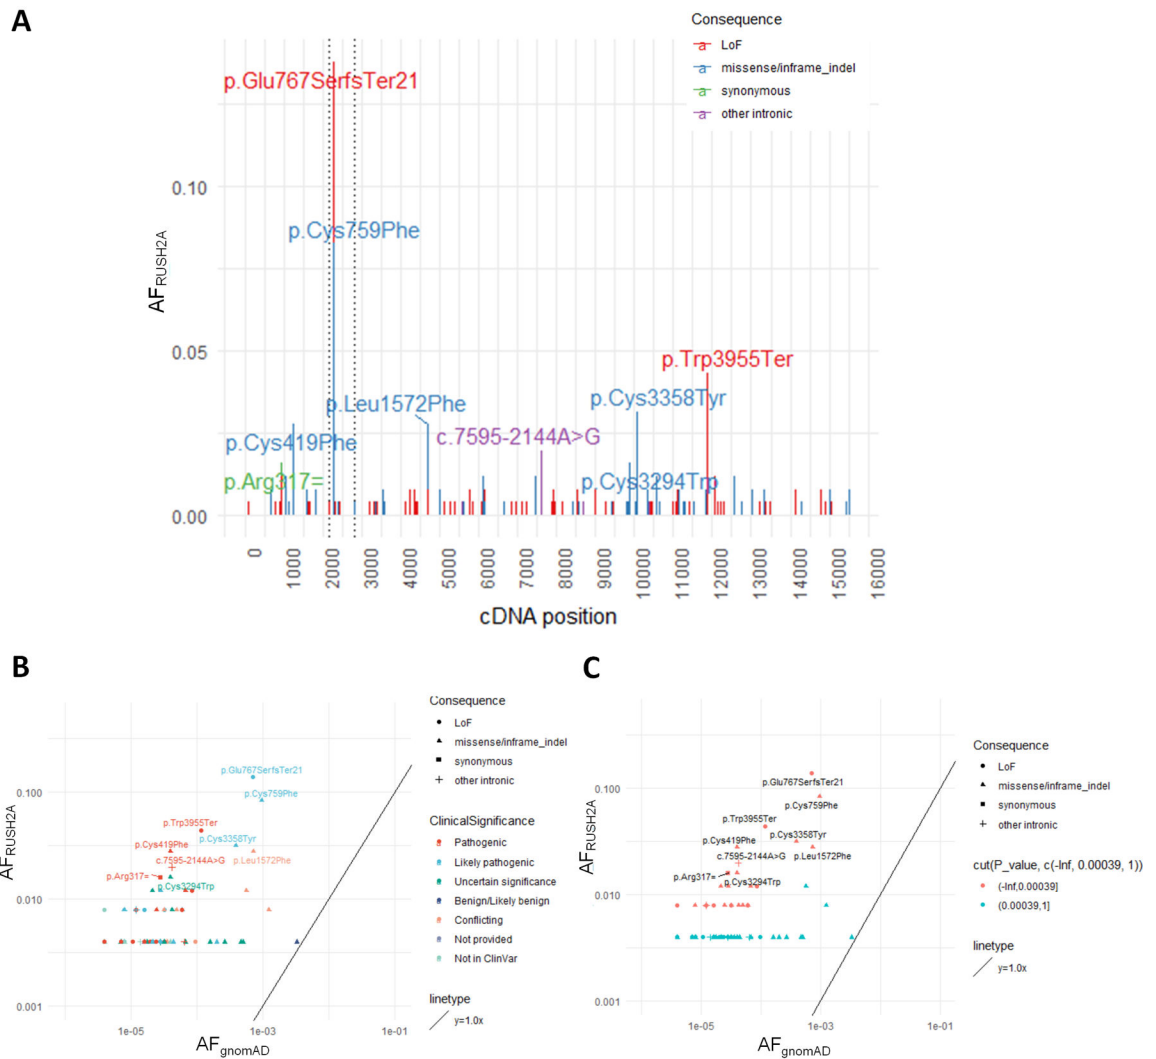 A
Consequence
a LoF
a missense/inframe_indel
a synonymous
a other intronic
p.Glu767SerfsTer21
p.Cys759Phe
p.Trp3955Ter
p.Leu1572Phe
p.Cys3358Tyr
p.Cys419Phe
c.7595-2144A>G
p.Arg317=
p.Cys3294Trp
AFRUSH2A
0.10
0.05
0.00
0 1000 2000 3000 4000 5000 6000 7000 8000 9000 10000 11000 12000 13000 14000 15000 16000
cDNA position
B
AFRUSH2A
0.100
0.010
0.001
p.Glu767SerfsTer21
p.Cys759Phe
p.Trp3955Ter
p.Cys419Phe
p.Cys3358Tyr
c.7595-2144A>G
p.Leu1572Phe
p.Arg317=
p.Cys3294Trp
1e-05 1e-03 1e-01
AFgnomAD
Consequence
LoF
missense/inframe_indel
synonymous
other intronic
ClinicalSignificance
Pathogenic
Likely pathogenic
Uncertain significance
Benign/Likely benign
Conflicting
Not provided
Not in ClinVar
linetype
y=1.0x
C
AFRUSH2A
0.100
0.010
0.001
p.Glu767SerfsTer21
p.Cys759Phe
p.Trp3955Ter
p.Cys419Phe
p.Cys3358Tyr
c.7595-2144A>G
p.Leu1572Phe
p.Arg317=
p.Cys3294Trp
1e-05 1e-03 1e-01
AFgnomAD
Consequence
LoF
missense/inframe_indel
synonymous
other intronic
cut(P_value, c(-Inf, 0.00039, 1))
(-Inf,0.00039]
(0.00039,1]
linetype
y=1.0x